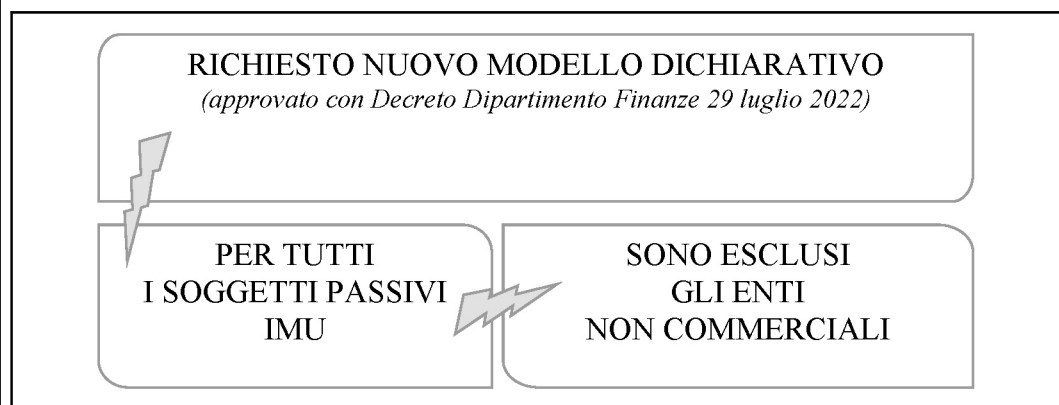 RICHIESTO NUOVO MODELLO DICHIARATIVO
(approvato con Decreto Dipartimento Finanze 29 luglio 2022)
PER TUTTI
I SOGGETTI PASSIVI
IMU
SONO ESCLUSI
GLI ENTI
NON COMMERCIALI